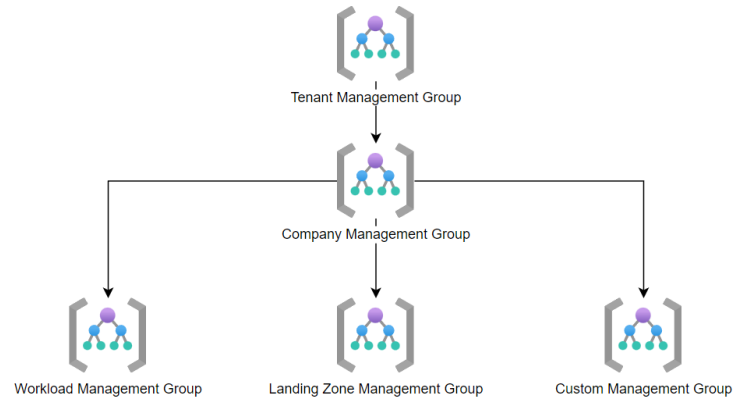 Tenant Management Group
Company Management Group
Workload Management Group
Landing Zone Management Group
Custom Management Group